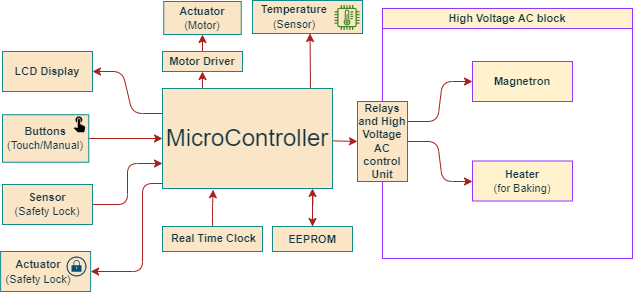 Actuator
(Motor)
Temperature
(Sensor)
High Voltage AC block
Motor Driver
LCD Display
Magnetron
Buttons
(Touch/Manual)
MicroController
Relays
and High
Voltage
AC
control
Unit
Heater
(for Baking)
Sensor
(Safety Lock)
Real Time Clock
EEPROM
Actuator
(Safety Lock)